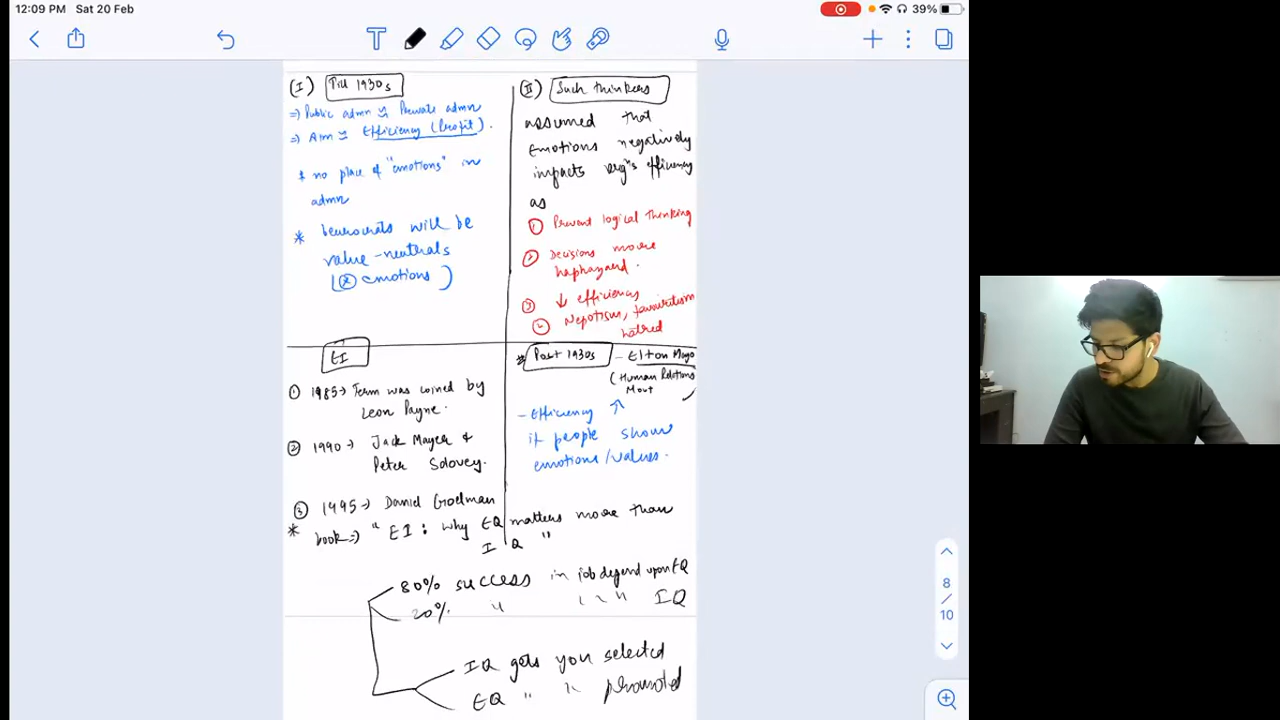 12:09 PM Sat 20 Feb
39%
(I) Till 1930s
⇒ Public admn ≃ Private admn
⇒ Aim ≃ Efficiency (Profit).
* no place of "emotions" in
admn
* beurocrats will be
value-neutrals
(ⓧ emotions)
(II) Such thinkers
assumed that
Emotions negatively
impacts org's efficiency
as
① Prevent logical thinking
② Decisions more
haphazard.
③ ↓ efficiency
④ Nepotism, favouritism
hatred
EI
① 1985→ Term was coined by
Leon Payne.
② 1990→ Jack Mayer &
Peter Solovey.
③ 1995→ Daniel Goelman
* book⇒ "EI: Why EQ matters more than
IQ"
* Post 1930s - Elton Mayo
(Human Relations
Movt
- Efficiency ↑
if people show
emotions/values.
80% success in job depend upon EQ
20% " " " " IQ
IQ gets you selected
EQ " " promoted
8
/
10